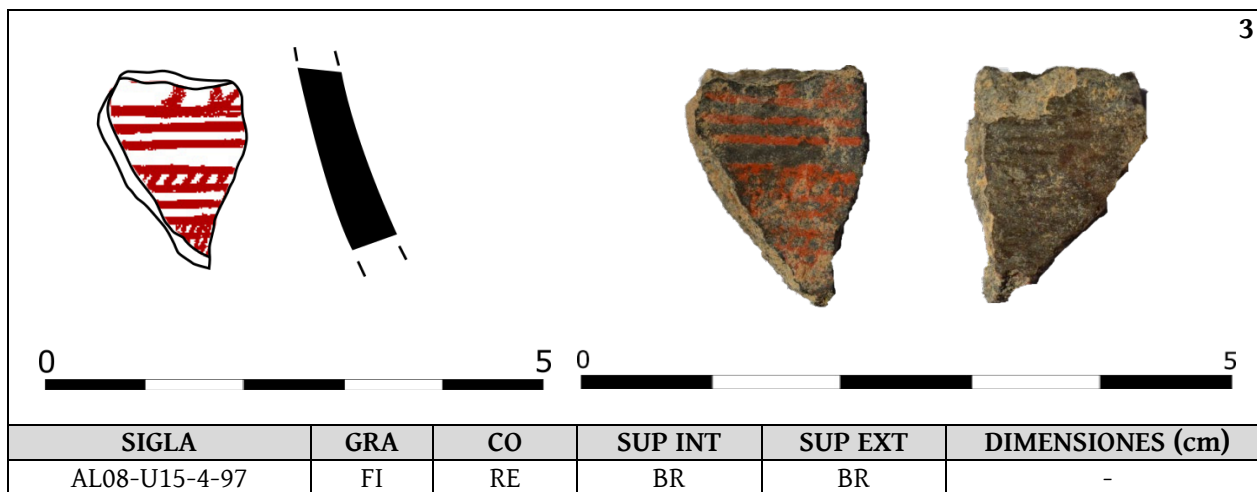 3
0 5 0 5
SIGLA GRA CO SUP INT SUP EXT DIMENSIONES (cm)
AL08-U15-4-97 FI RE BR BR -